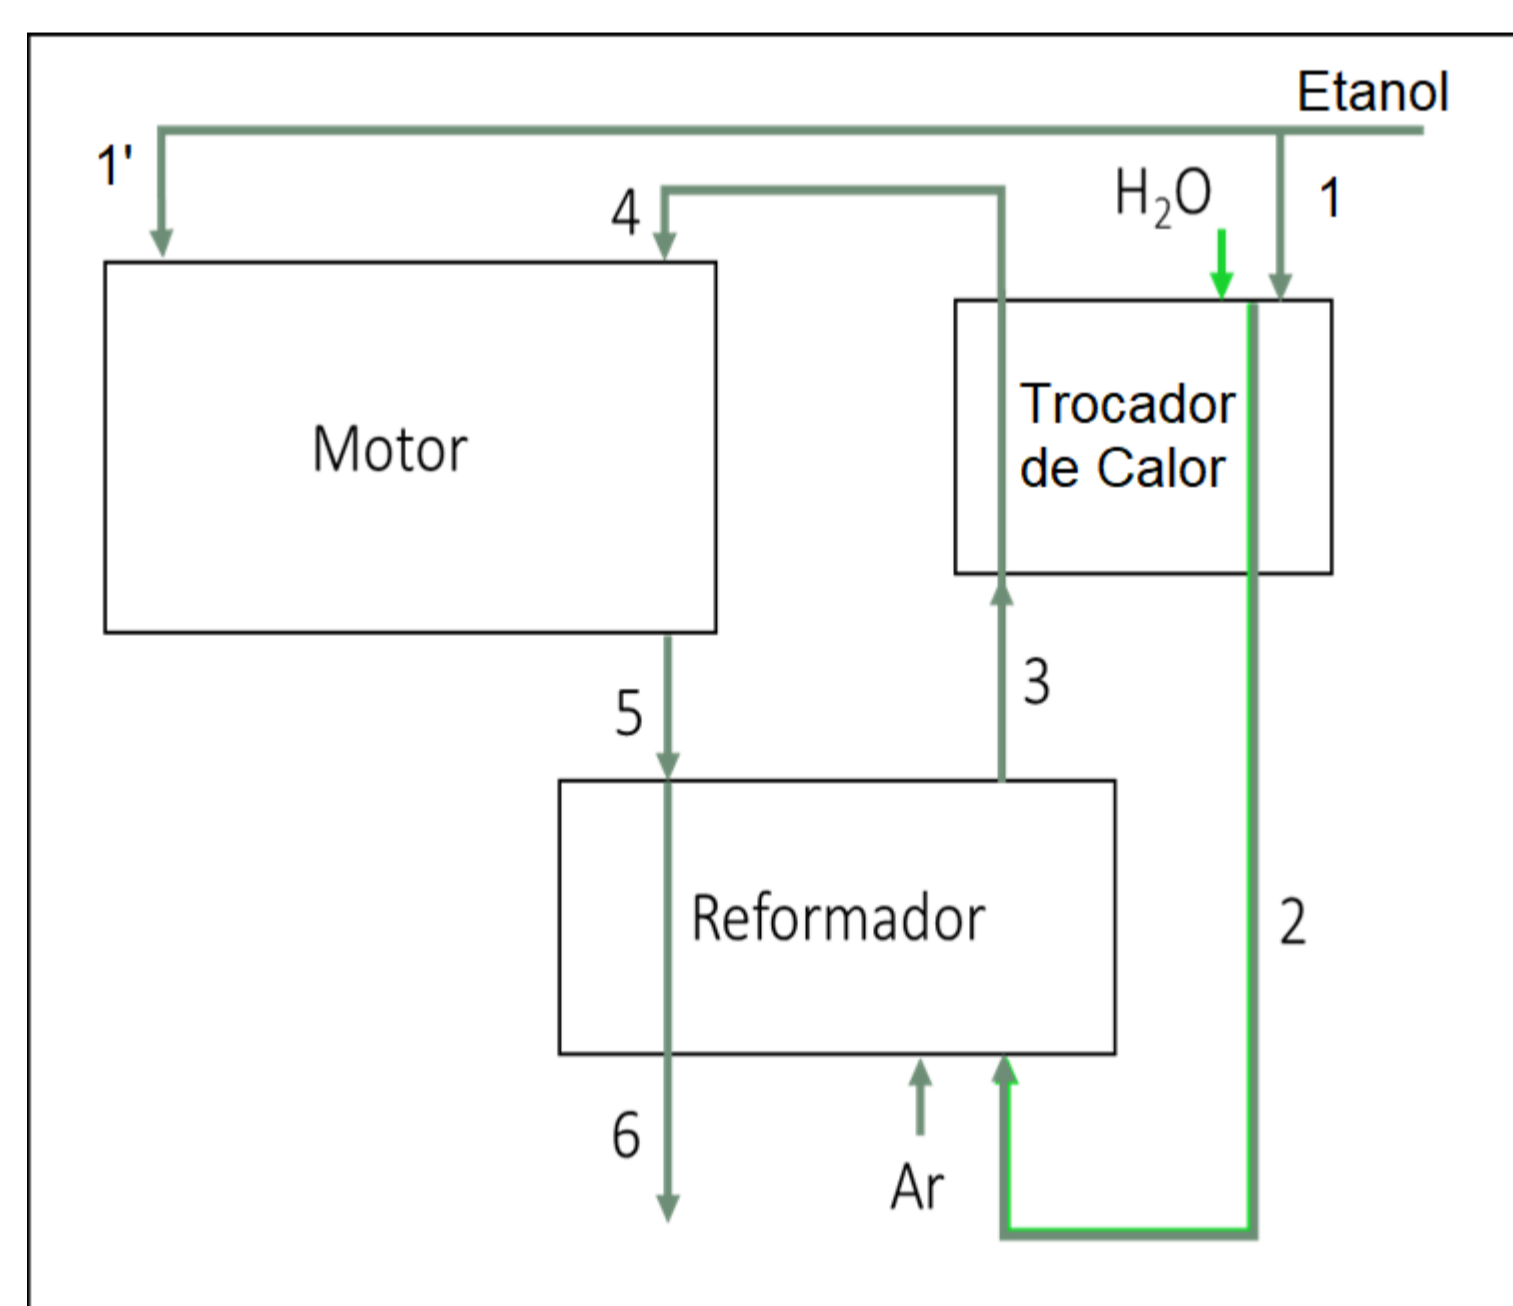 Etanol
1'
4
H₂O
1
Trocador
de Calor
Motor
3
5
Reformador
2
6
Ar